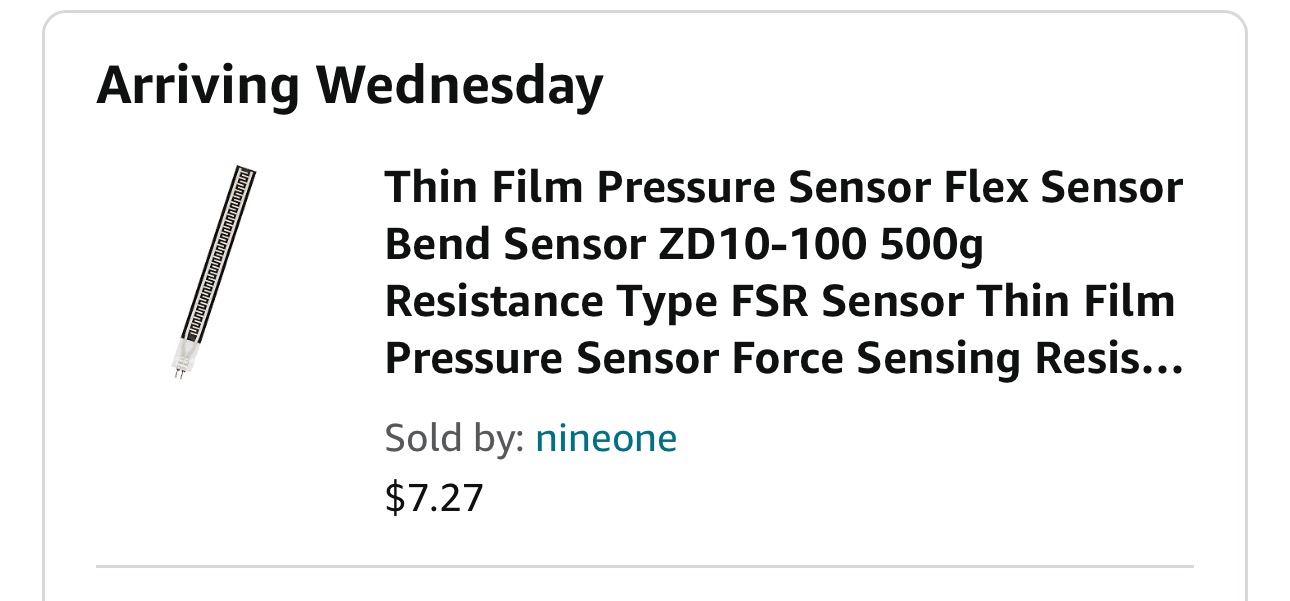 Arriving Wednesday
Thin Film Pressure Sensor Flex Sensor
Bend Sensor ZD10-100 500g
Resistance Type FSR Sensor Thin Film
Pressure Sensor Force Sensing Resis...
Sold by: nineone
$7.27